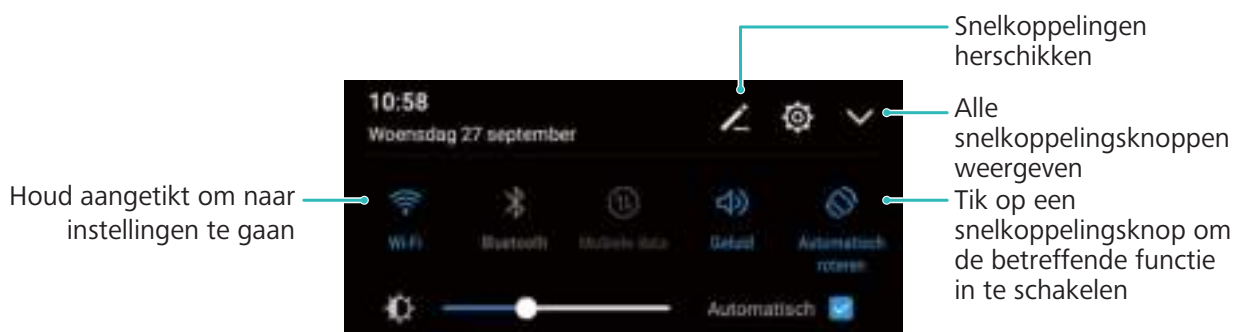 Snelkoppelingen
herschikken
10:58
Woensdag 27 september
Alle
snelkoppelingsknoppen
weergeven
Houd aangetikt om naar
instellingen te gaan
Tik op een
snelkoppelingsknop om
de betreffende functie
in te schakelen
Wi-Fi
Bluetooth
Mobiele data
Geluid
Automatisch
roteren
Automatisch